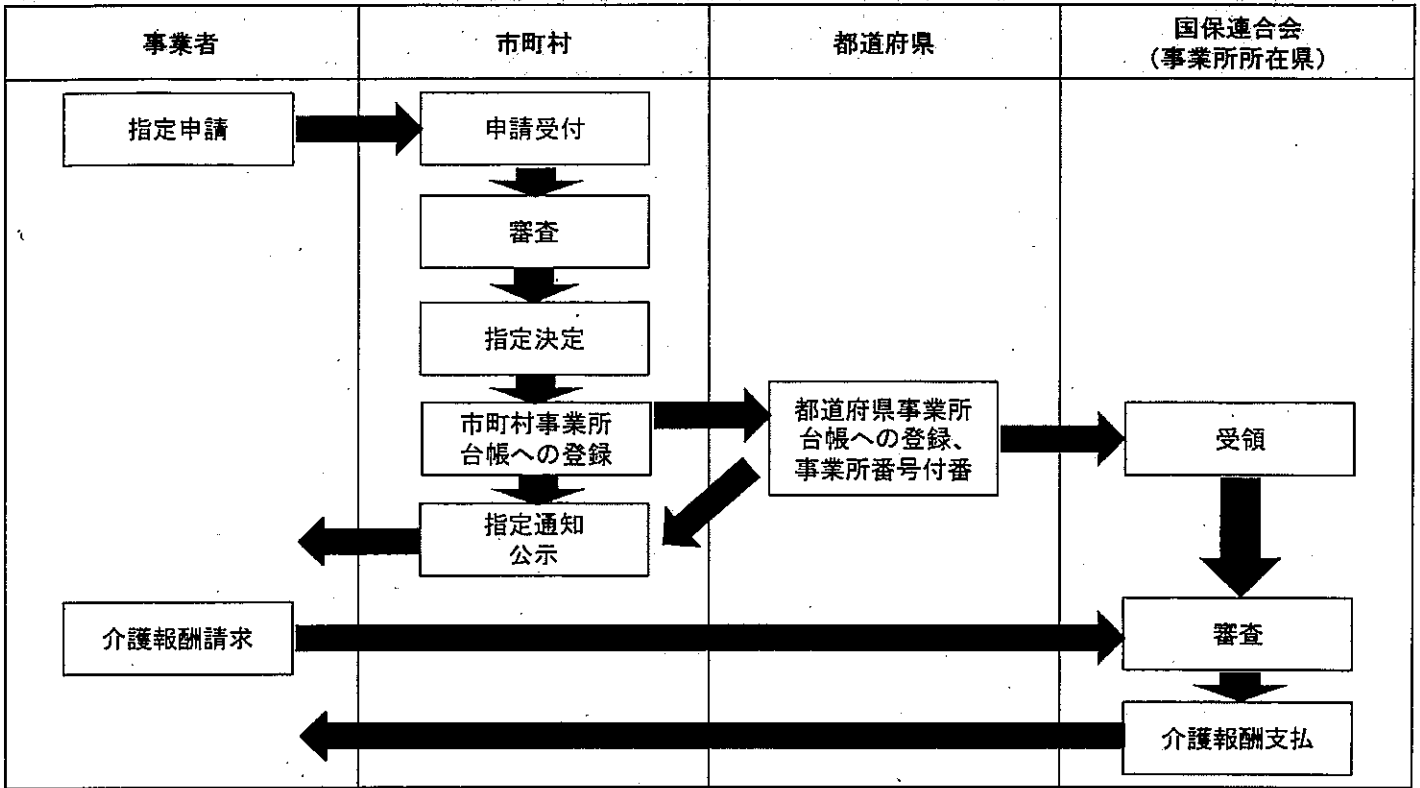 事業者
市町村
都道府県
国保連合会
（事業所所在県）
指定申請
申請受付
審査
指定決定
市町村事業所
台帳への登録
都道府県事業所
台帳への登録、
事業所番号付番
受領
指定通知
公示
介護報酬請求
審査
介護報酬支払